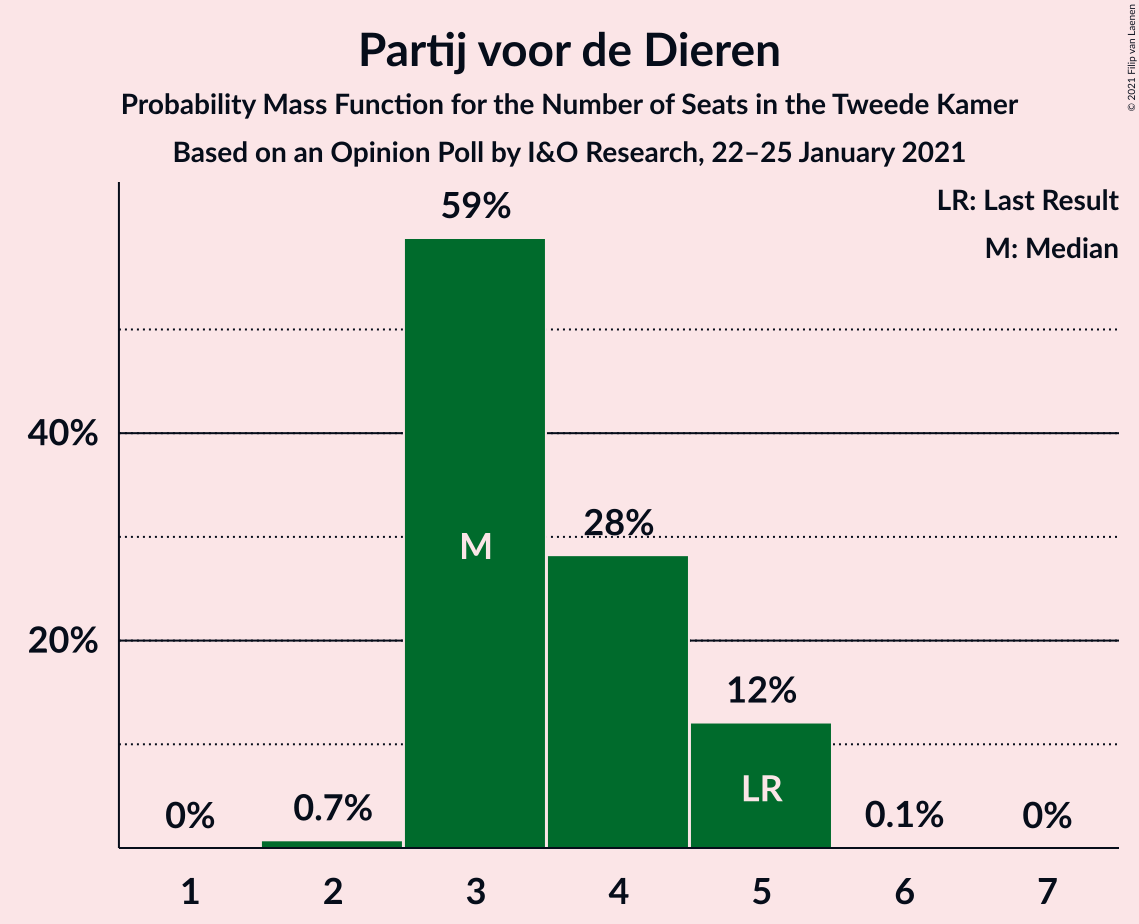 Partij voor de Dieren
Probability Mass Function for the Number of Seats in the Tweede Kamer
Based on an Opinion Poll by I&O Research, 22–25 January 2021
© 2021 Filip van Laenen
LR: Last Result
M: Median
59%
40%
28%
M
20%
12%
LR
0%
0.7%
0.1%
0%
1 2 3 4 5 6 7